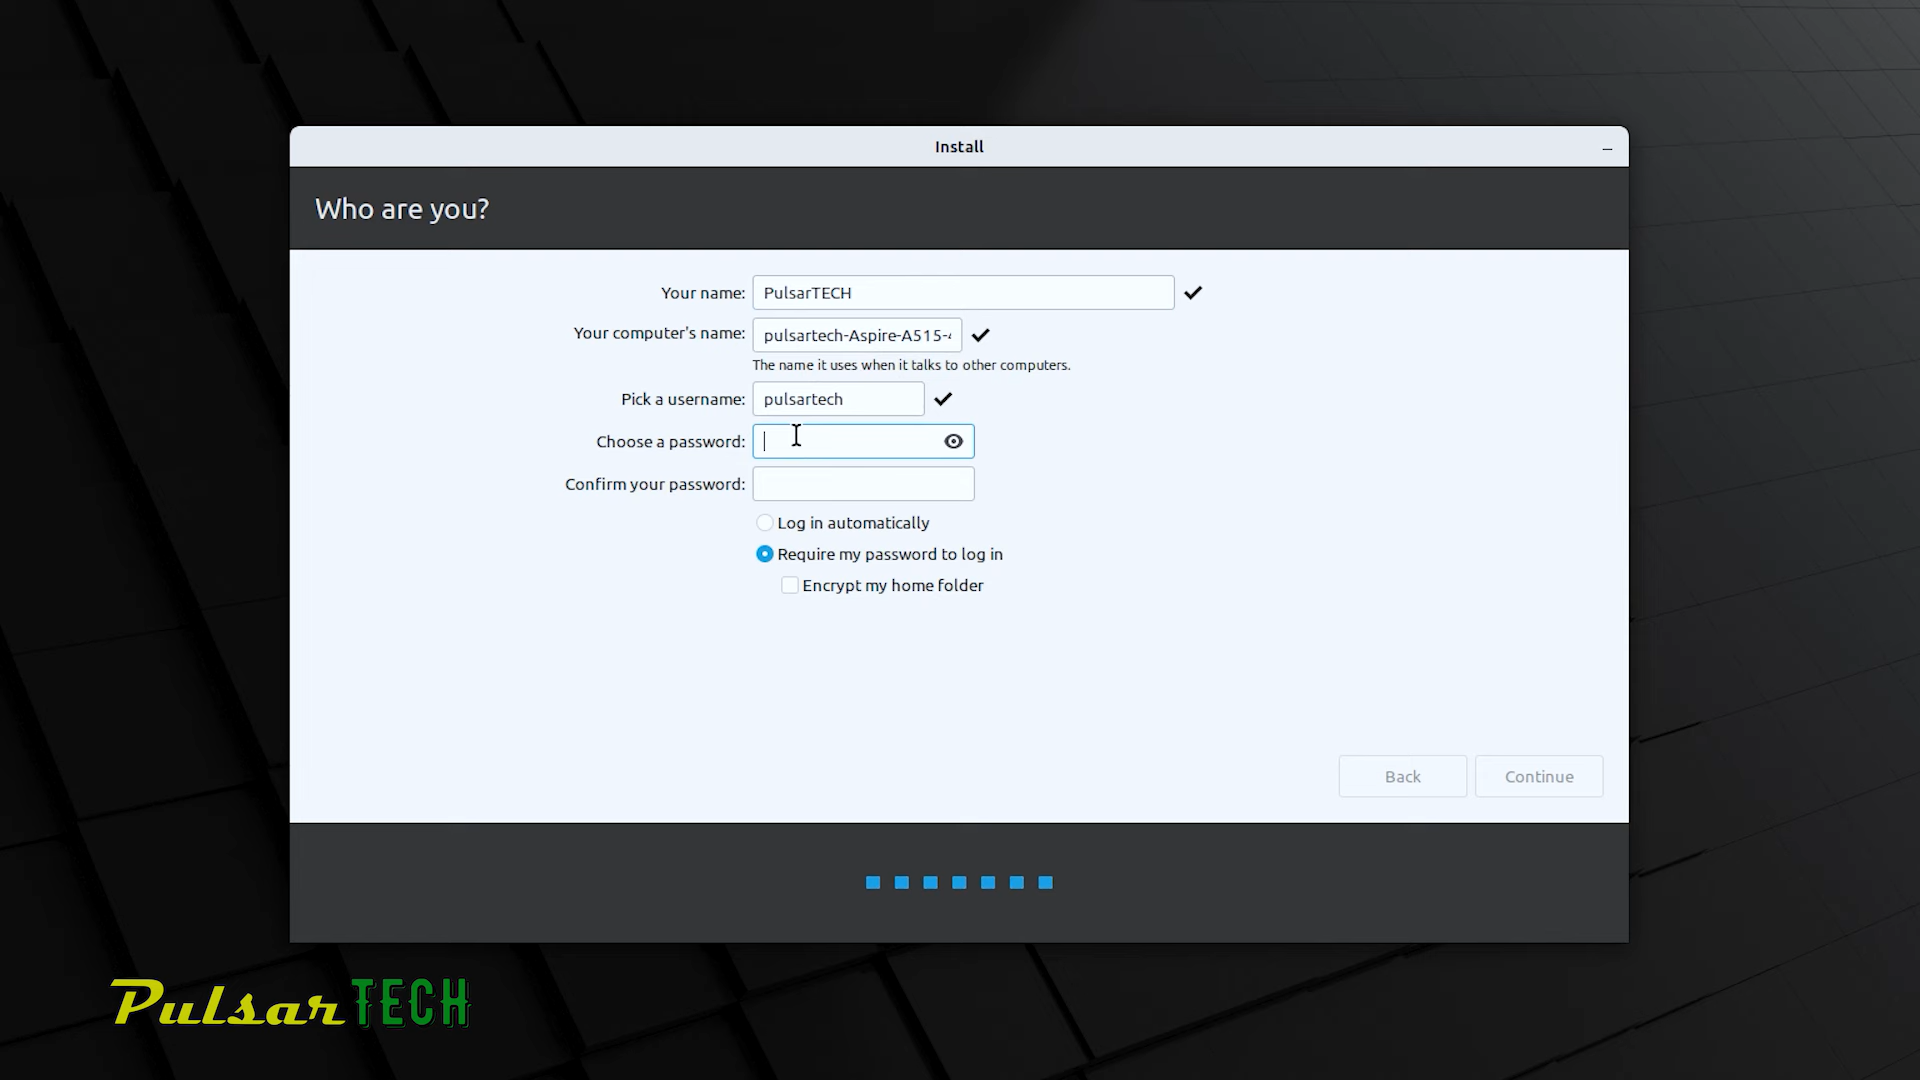 Install
Who are you?
Your name: PulsarTECH
Your computer's name: pulsartech-Aspire-A515-
The name it uses when it talks to other computers.
Pick a username: pulsartech
Choose a password:
Confirm your password:
Log in automatically
Require my password to log in
Encrypt my home folder
Back Continue
PulsarTECH